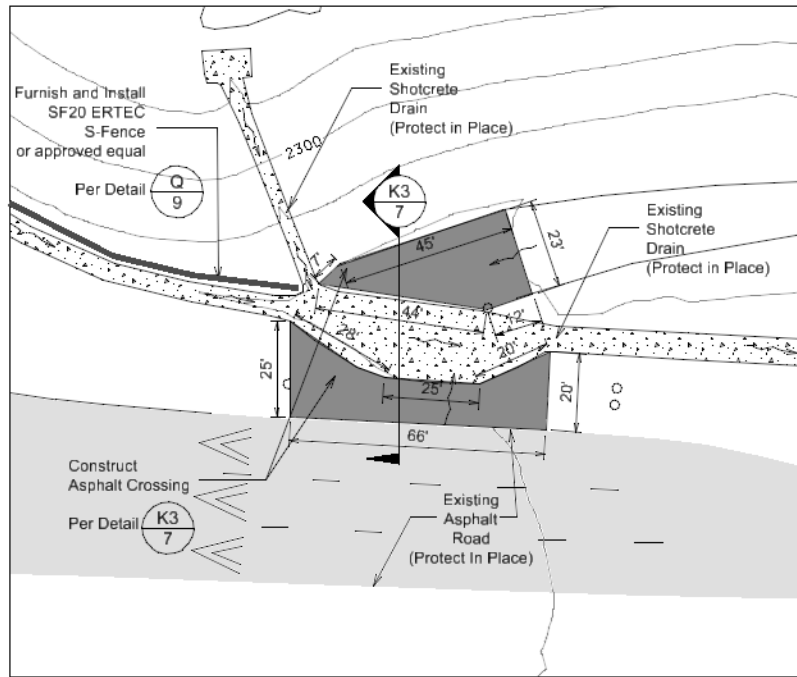 Existing
Shotcrete
Drain
(Protect in Place)
Furnish and Install
SF20 ERTEC
S-Fence
or approved equal
Per Detail
Q
9
2300
K3
7
Existing
Shotcrete
Drain
(Protect in Place)
45'
23'
7'
44'
12'
28'
20'
25'
25'
20'
66'
Construct
Asphalt Crossing
Per Detail
K3
7
Existing
Asphalt
Road
(Protect In Place)